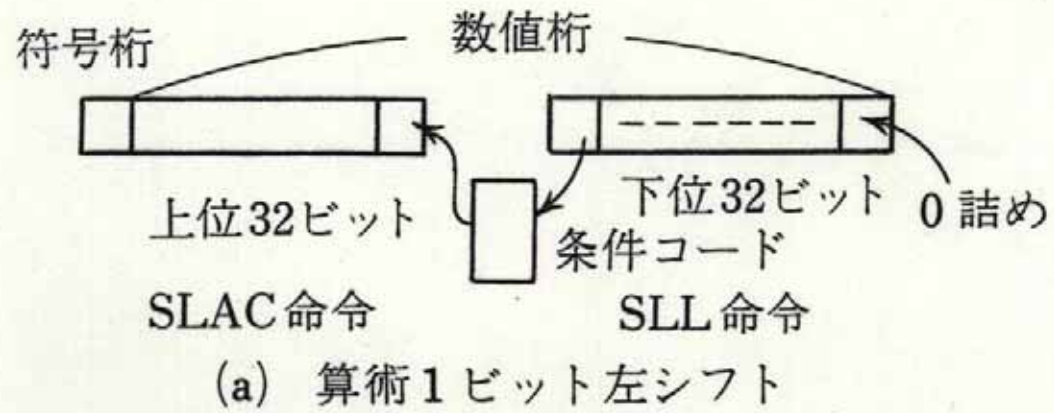 符号桁
数値桁
上位32ビット
下位32ビット
0詰め
条件コード
SLAC命令
SLL命令
(a) 算術1ビット左シフト